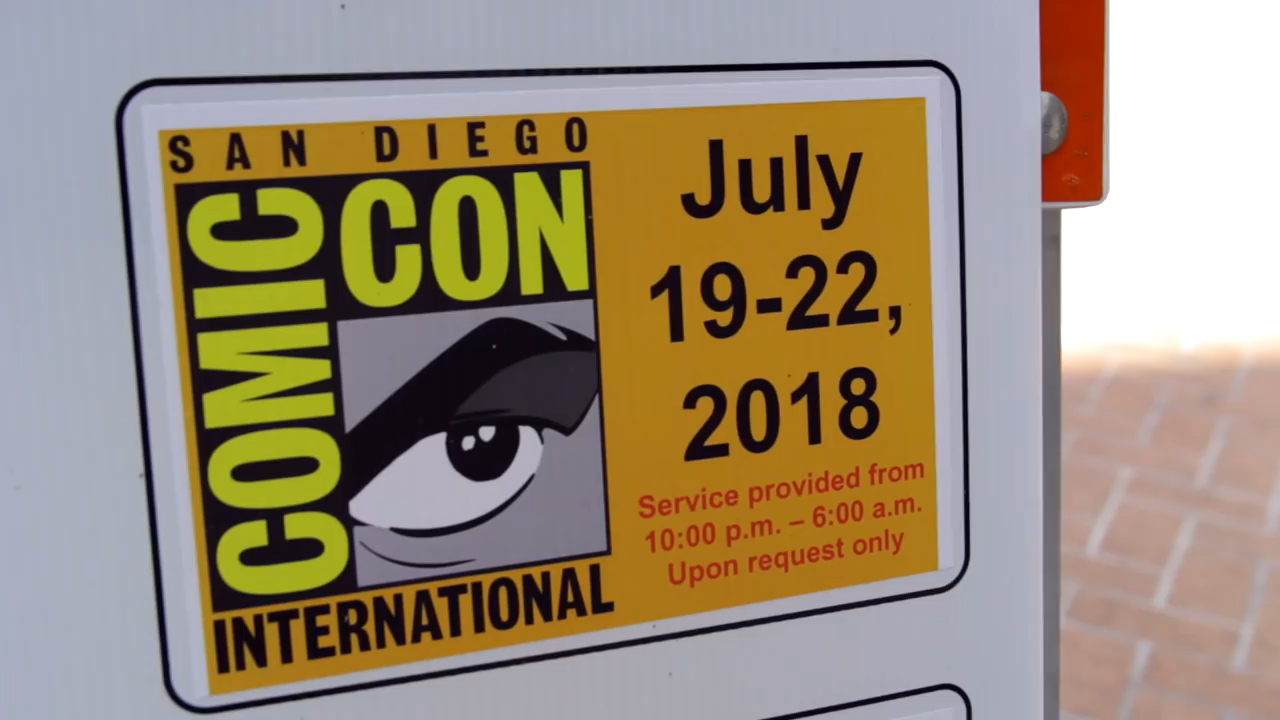 SAN DIEGO
COMIC CON
INTERNATIONAL
July
19-22,
2018
Service provided from
10:00 p.m. – 6:00 a.m.
Upon request only